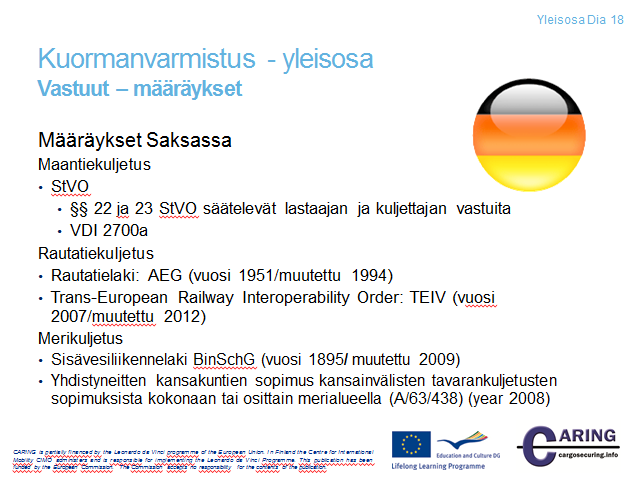 Yleisosa Dia 18
Kuormanvarmistus - yleisosa
Vastuut – määräykset
Määräykset Saksassa
Maantiekuljetus
• StVO
• §§ 22 ja 23 StVO säätelevät lastaajan ja kuljettajan vastuita
• VDI 2700a
Rautatiekuljetus
• Rautatielaki: AEG (vuosi 1951/muutettu 1994)
• Trans-European Railway Interoperability Order: TEIV (vuosi
2007/muutettu 2012)
Merikuljetus
• Sisävesiliikennelaki BinSchG (vuosi 1895/ muutettu 2009)
• Yhdistyneitten kansakuntien sopimus kansainvälisten tavarankuljetusten
sopimuksista kokonaan tai osittain merialueella (A/63/438) (year 2008)
CARING is partially financed by the Leonardo da Vinci programme of the European Union. In Finland the Centre for International
Mobility CIMO administers and is responsible for implementing the Leonardo da Vinci Programme. This publication has been
funded by the European Commission. The Commission accepts no responsibility for the contents of the publication.
Education and Culture DG
Lifelong Learning Programme
CARING
cargosecuring.info